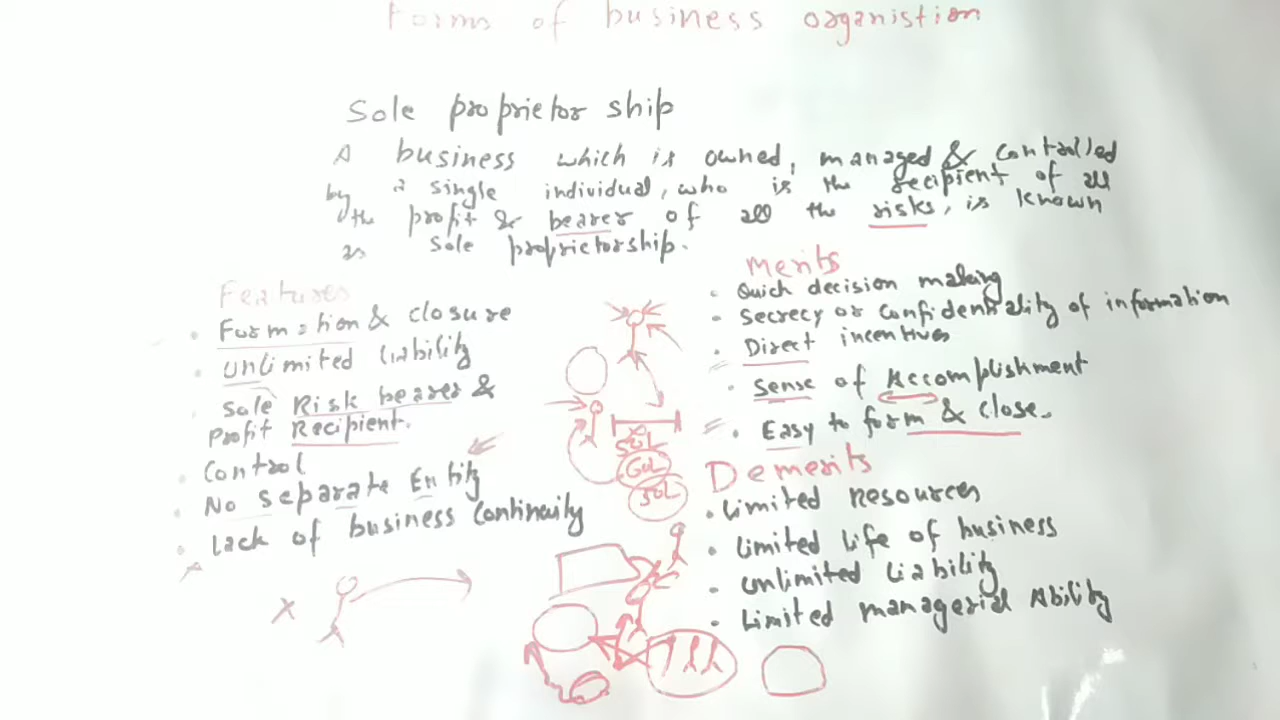 Forms of business organistion
Sole proprietor ship
A business which is owned, managed & controlled
by a single individual, who is the recipient of all
the profit & bearer of all the risks, is known
as sole proprietorship.
Features
• Formation & closure
• Unlimited liability
Sole Risk bearer &
Profit Recipient.
• Control
• No separate Entity
• Lack of business continuity
Merits
• Quick decision making
• Secrecy or confidentiality of information
• Direct incentives
• Sense of Accomplishment
• Easy to form & close.
50L
Demerits
• Limited Resources
• Limited life of business
• Unlimited liability
• Limited managerial Ability